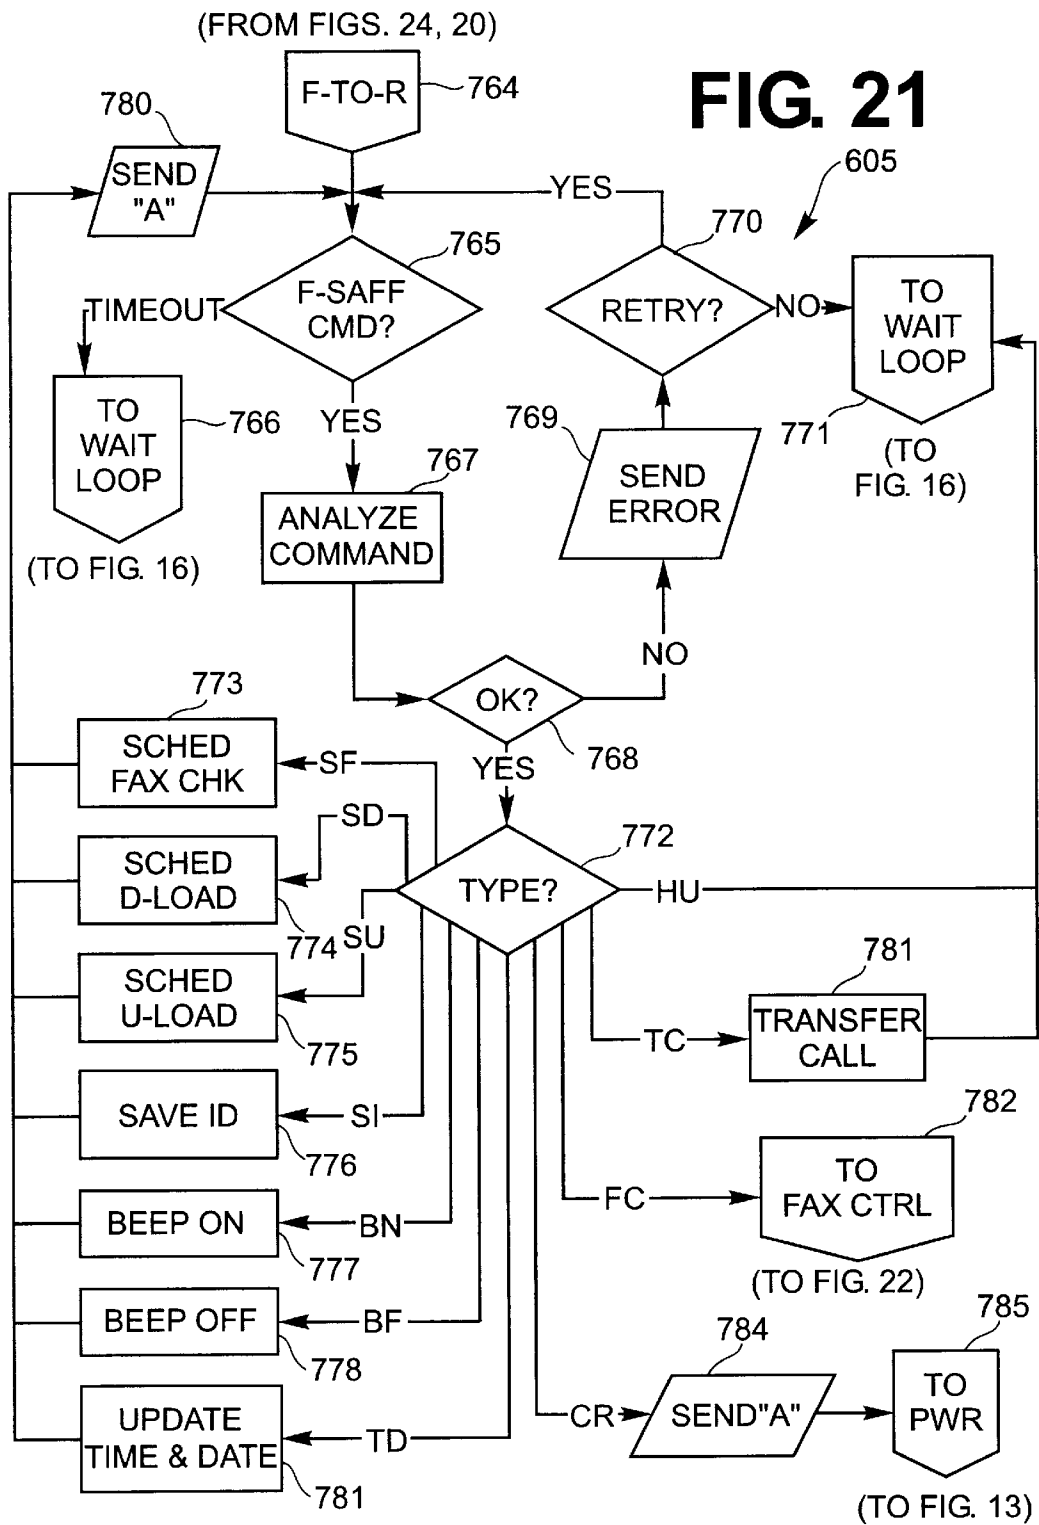 (FROM FIGS. 24, 20)
F-TO-R
764
FIG. 21
605
780
SEND
"A"
YES
770
765
F-SAFF
CMD?
TIMEOUT
RETRY?
NO
TO
WAIT
LOOP
771
(TO
FIG. 16)
TO
WAIT
LOOP
766
(TO FIG. 16)
YES
767
ANALYZE
COMMAND
769
SEND
ERROR
NO
OK?
768
YES
773
SCHED
FAX CHK
SF
SD
772
TYPE?
HU
SCHED
D-LOAD
774
SU
SCHED
U-LOAD
775
781
TRANSFER
CALL
TC
SAVE ID
776
SI
782
TO
FAX CTRL
FC
(TO FIG. 22)
BEEP ON
777
BN
BEEP OFF
778
BF
784
SEND"A"
CR
785
TO
PWR
(TO FIG. 13)
UPDATE
TIME & DATE
TD
781